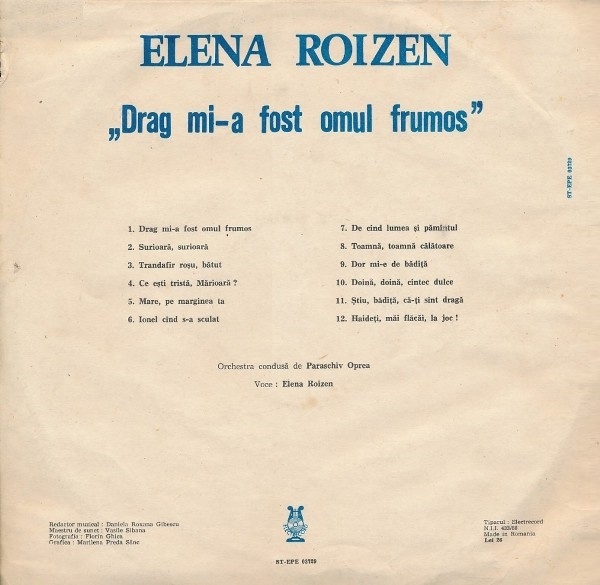 ELENA ROIZEN
„Drag mi-a fost omul frumos”
ST-EPE 03729
1. Drag mi-a fost omul frumos
2. Surioară, surioară
3. Trandafir roșu, bătut
4. Ce ești tristă, Mărioară ?
5. Mare, pe marginea ta
6. Ionel cînd s-a sculat
7. De cînd lumea și pămîntul
8. Toamnă, toamnă călătoare
9. Dor mi-e de bădiță
10. Doină, doină, cîntec dulce
11. Știu, bădiță, că-ți sînt dragă
12. Haideți, măi flăcăi, la joc !
Orchestra condusă de Paraschiv Oprea
Voce : Elena Roizen
Redactor muzical : Daniela Roxana Gibescu
Maestru de sunet : Vasile Sibana
Fotografia : Florin Ghica
Grafica : Marilena Preda Sânc
ST-EPE 03729
Tiparul : Electrecord
Made in Romania
Lei 26